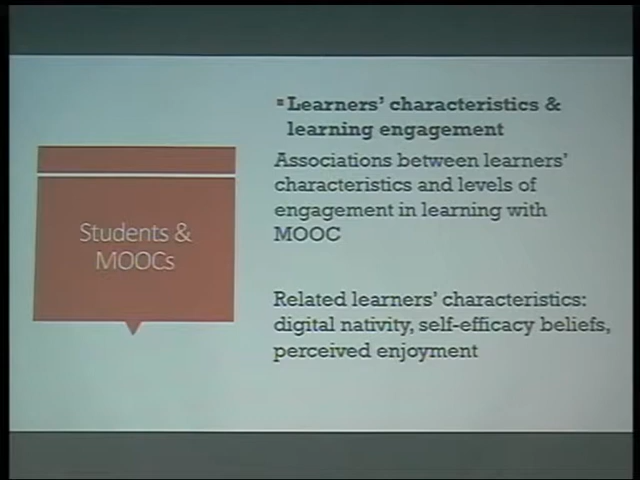 Students &
MOOCs
▪Learners' characteristics &
learning engagement
Associations between learners'
characteristics and levels of
engagement in learning with
MOOC
Related learners' characteristics:
digital nativity, self-efficacy beliefs,
perceived enjoyment